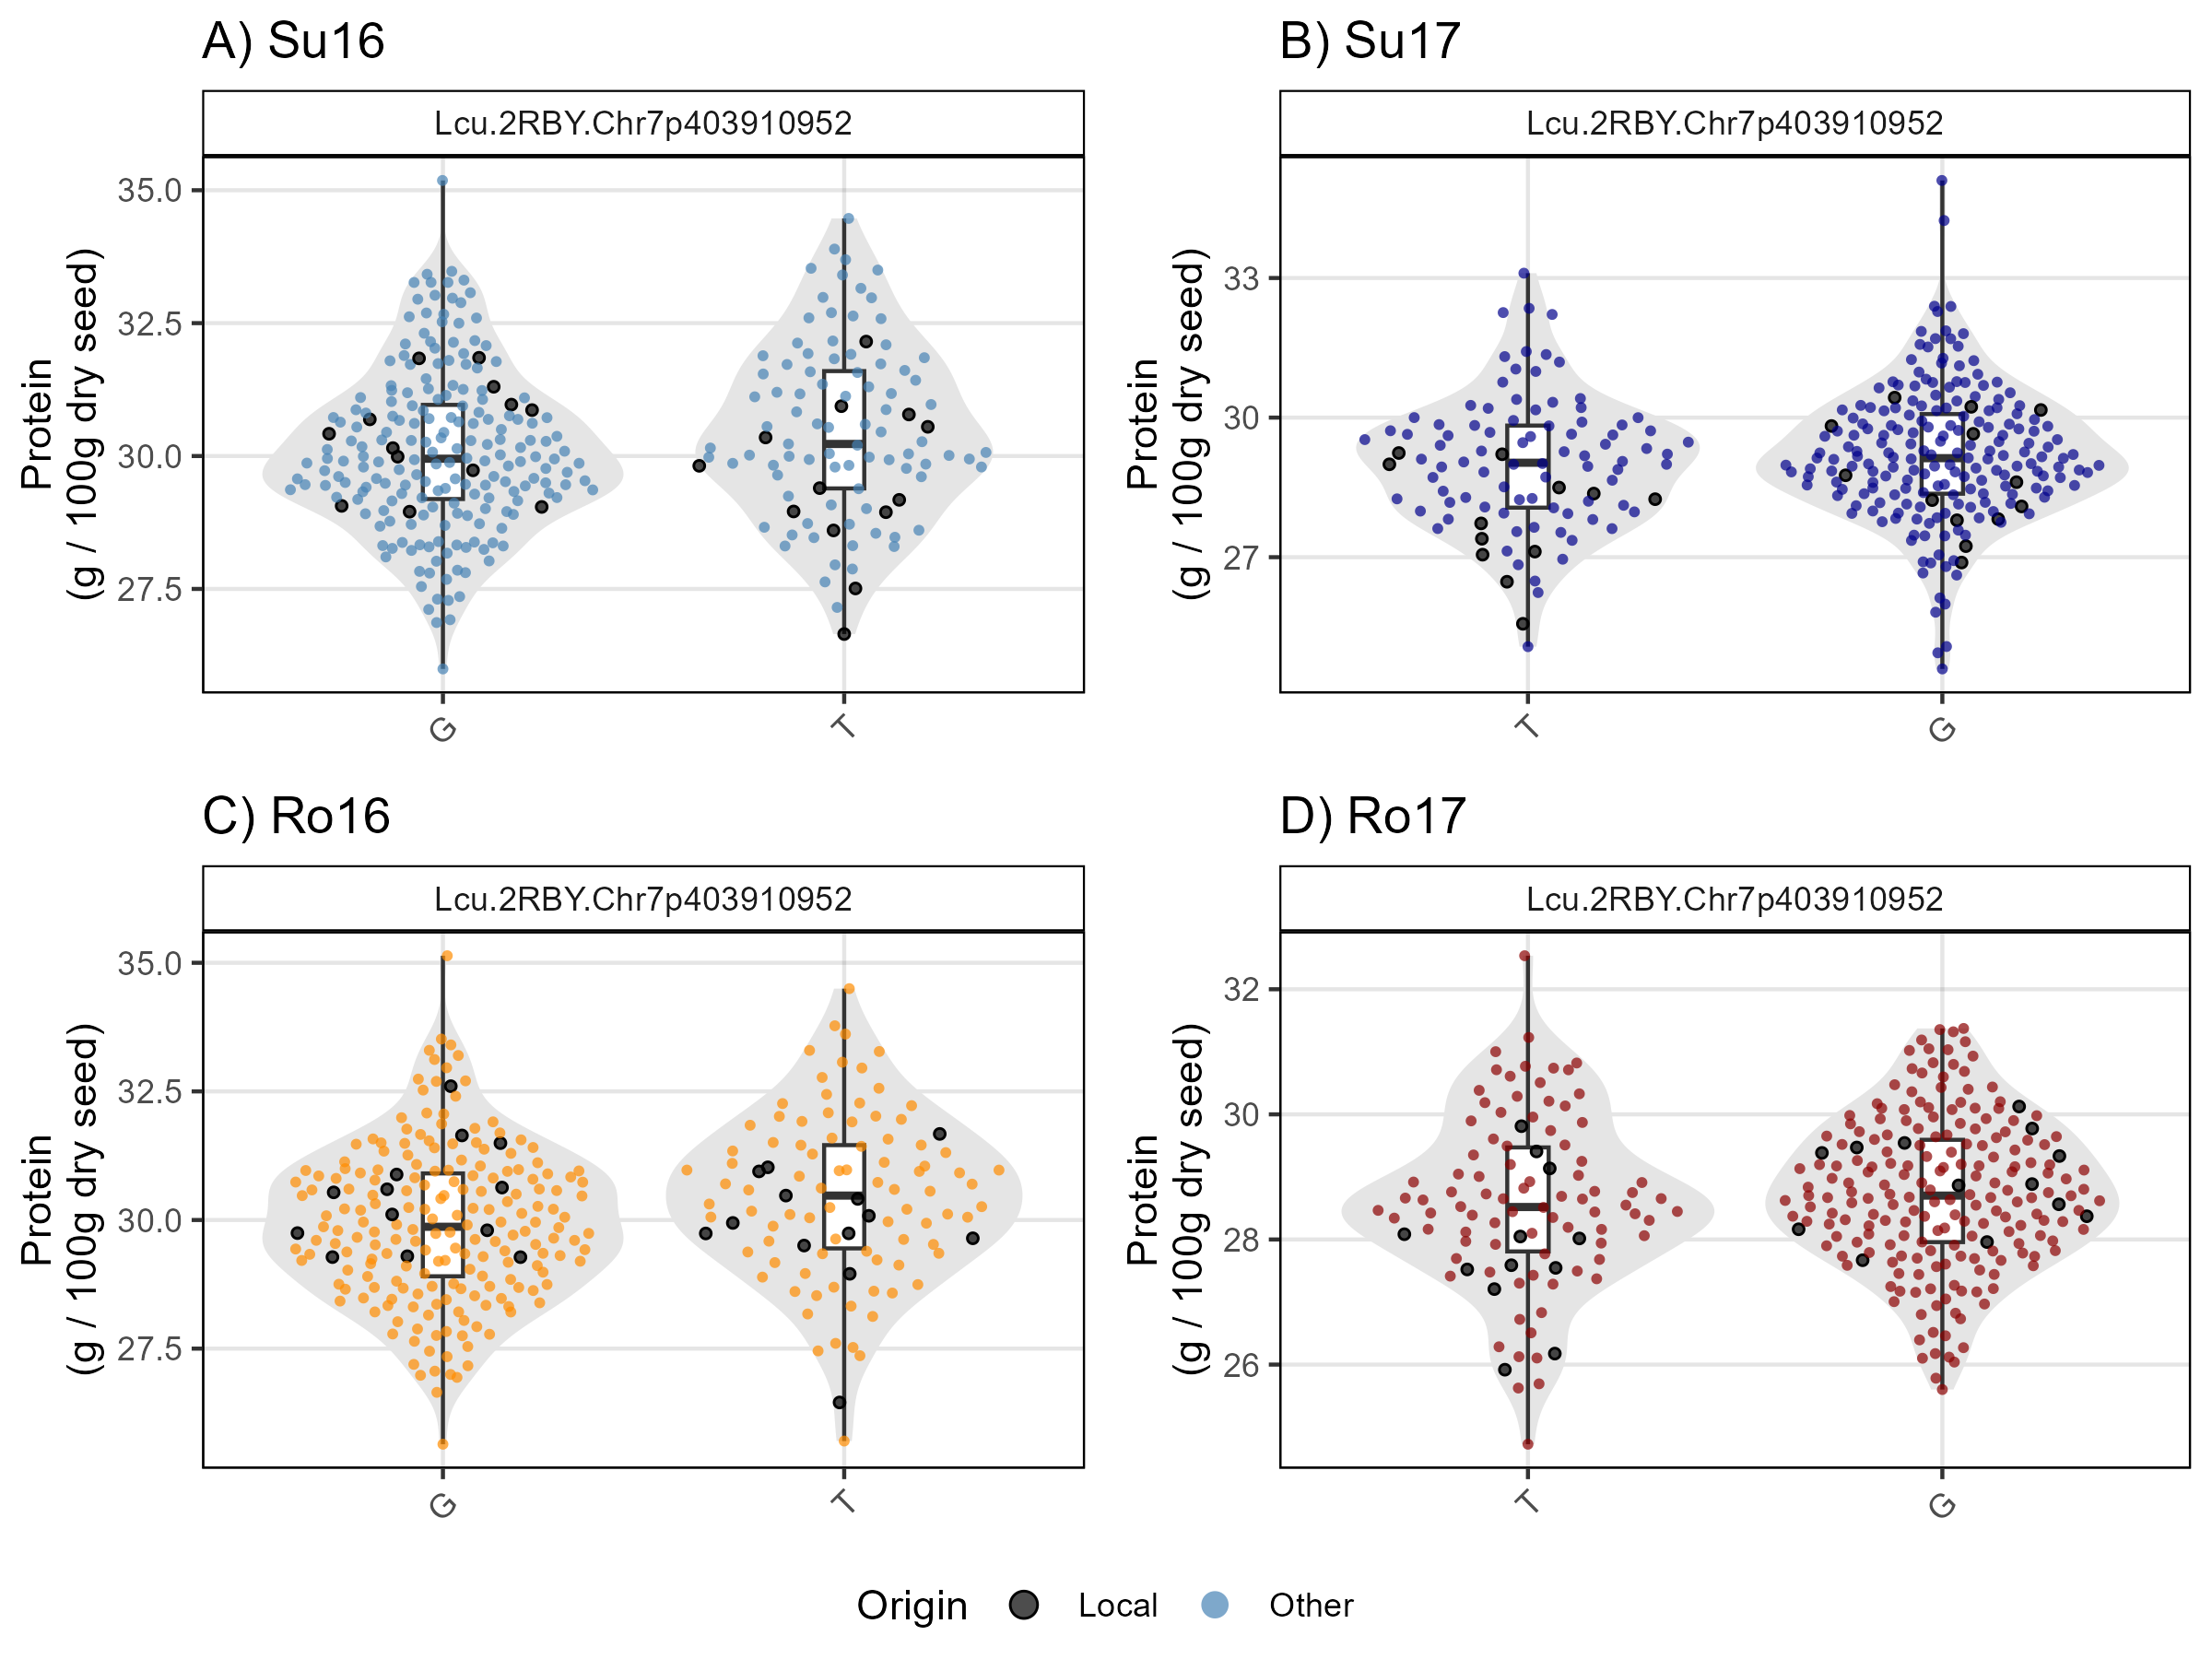 A) Su16
Lcu.2RBY.Chr7p403910952
Protein
(g / 100g dry seed)
35.0
32.5
30.0
27.5
G
T
B) Su17
Lcu.2RBY.Chr7p403910952
Protein
(g / 100g dry seed)
33
30
27
T
G
C) Ro16
Lcu.2RBY.Chr7p403910952
Protein
(g / 100g dry seed)
35.0
32.5
30.0
27.5
G
T
D) Ro17
Lcu.2RBY.Chr7p403910952
Protein
(g / 100g dry seed)
32
30
28
26
T
G
Origin Local Other